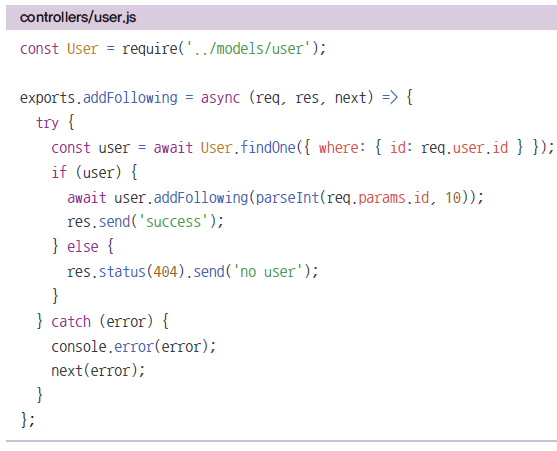 controllers/user.js
const User = require('../models/user');
exports.addFollowing = async (req, res, next) => {
try {
const user = await User.findOne({ where: { id: req.user.id } });
if (user) {
await user.addFollowing(parseInt(req.params.id, 10));
res.send('success');
} else {
res.status(404).send('no user');
}
} catch (error) {
console.error(error);
next(error);
}
};